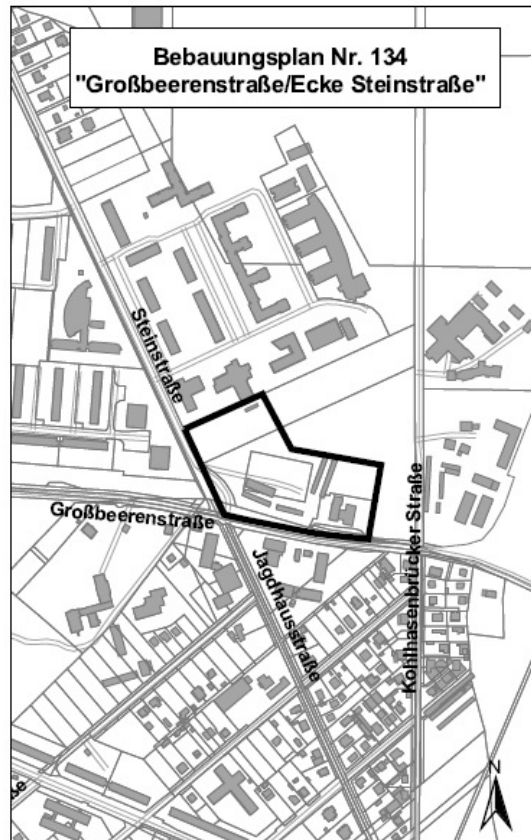 Bebauungsplan Nr. 134
"Großbeerenstraße/Ecke Steinstraße"
Steinstraße
Großbeerenstraße
Jagdhausstraße
Kohlhasenbrücker Straße
N